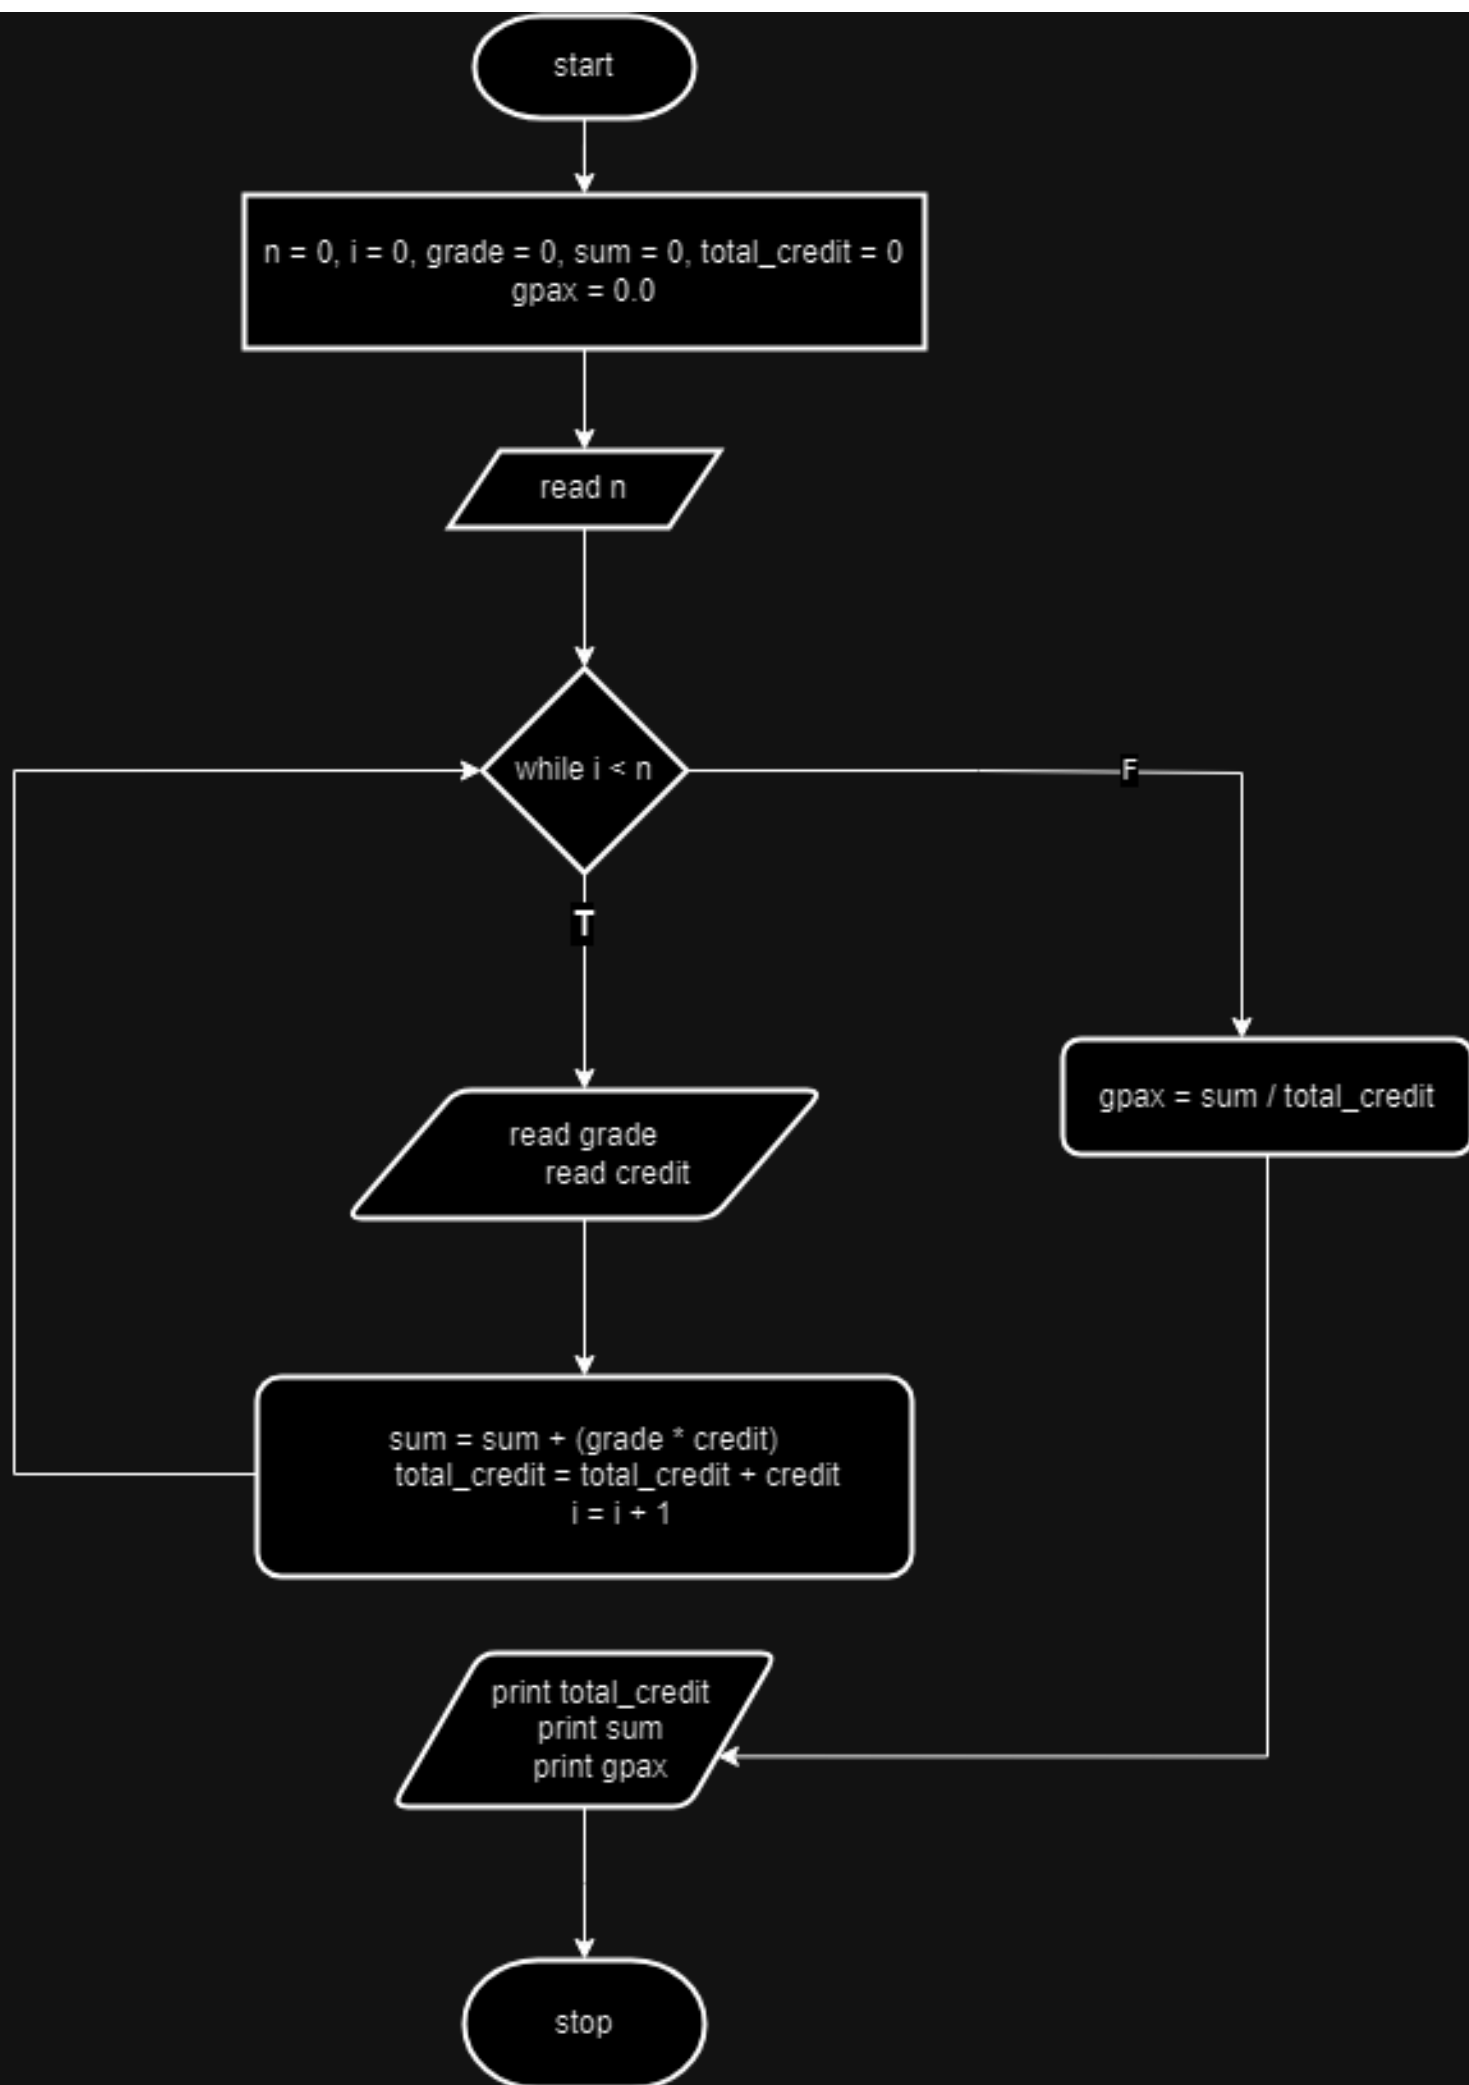 start
n = 0, i = 0, grade = 0, sum = 0, total_credit = 0
gpax = 0.0
read n
while i < n
F
T
read grade
read credit
gpax = sum / total_credit
sum = sum + (grade * credit)
total_credit = total_credit + credit
i = i + 1
print total_credit
print sum
print gpax
stop